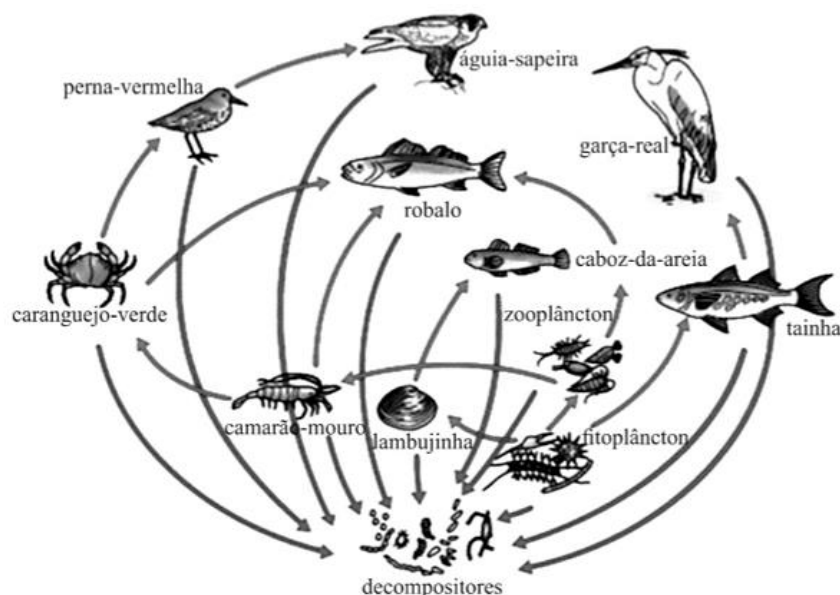 águia-sapeira
perna-vermelha
garça-real
robalo
caboz-da-areia
caranguejo-verde
zooplâncton
tainha
camarão-mouro
lambujinha
fitoplâncton
decompositores